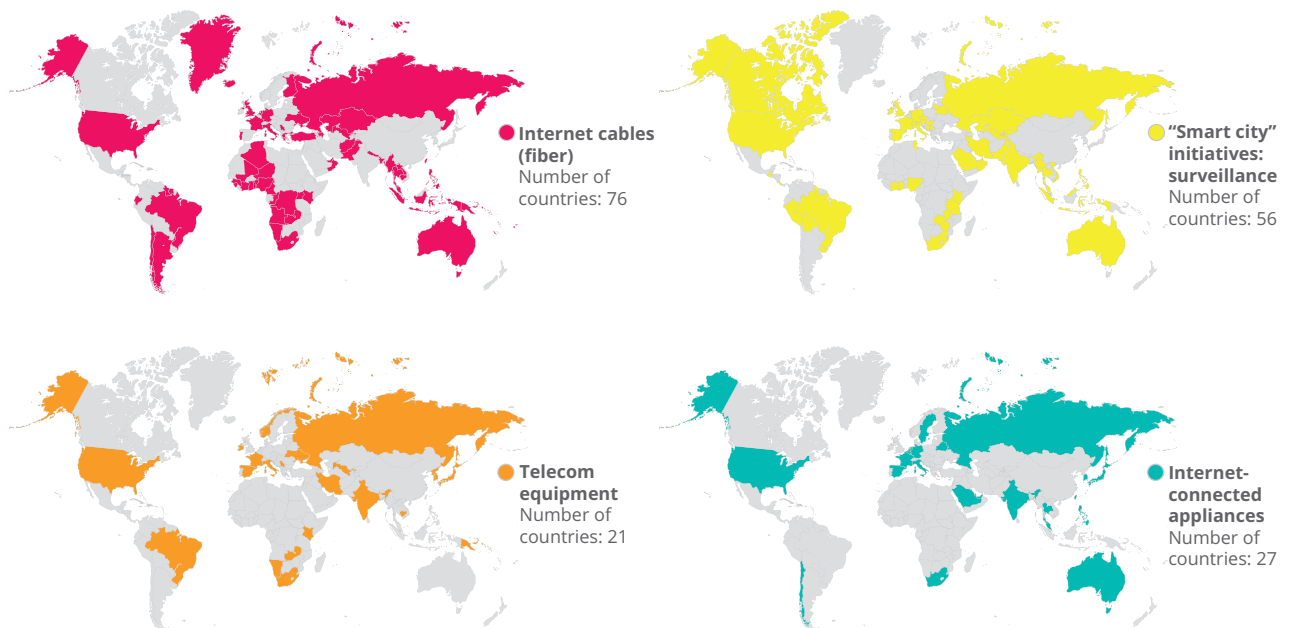 Internet cables
(fiber)
Number of
countries: 76
“Smart city”
initiatives:
surveillance
Number of
countries: 56
Telecom
equipment
Number of
countries: 21
Internet-
connected
appliances
Number of
countries: 27